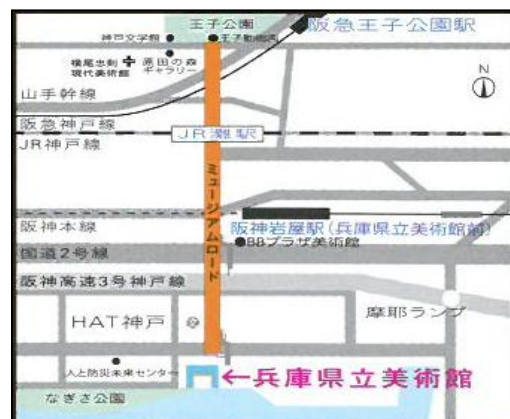 王子公園
阪急王子公園駅
神戸文学館
王子動物園
横尾忠則
現代美術館
原田の森
ギャラリー
N
山手幹線
阪急神戸線
JR灘駅
JR神戸線
ミュージアムロード
阪神本線
阪神岩屋駅(兵庫県立美術館前)
BBプラザ美術館
国道2号線
阪神高速3号神戸線
HAT神戸
摩耶ランプ
人と防災未来センター
←兵庫県立美術館
なぎさ公園